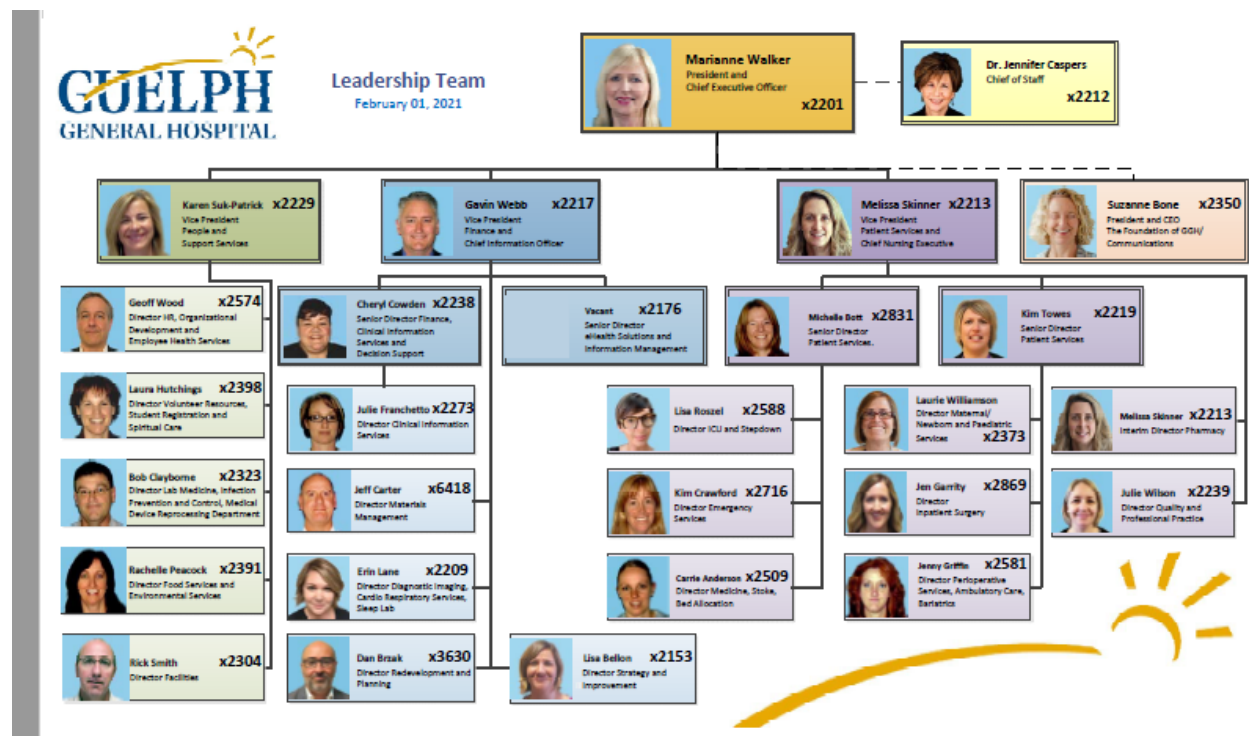 GUELPH
GENERAL HOSPITAL
Leadership Team
February 01, 2021
Marianne Walker
President and
Chief Executive Officer
x2201
Dr. Jennifer Caspers
Chief of Staff
x2212
Karen Suk-Patrick x2229
Vice President
People and
Support Services
Gavin Webb x2217
Vice President
Finance and
Chief Information Officer
Melissa Skinner x2213
Vice President
Patient Services and
Chief Nursing Executive
Suzanne Bone x2350
President and CEO
The Foundation of GGH/
Communications
Geoff Wood x2574
Director HR, Organizational
Development and
Employee Health Services
Cheryl Cowden x2238
Senior Director Finance,
Clinical Information
Services and
Decision Support
Vacant x2176
Senior Director
eHealth Solutions and
Information Management
Michelle Bott x2831
Senior Director
Patient Services.
Kim Towes x2219
Senior Director
Patient Services
Laura Hutchings x2398
Director Volunteer Resources,
Student Registration and
Spiritual Care
Julie Franchetto x2273
Director Clinical Information
Services
Lisa Roszel x2588
Director ICU and Stepdown
Laurie Williamson
Director Maternal/
Newborn and Paediatric
Services x2373
Melissa Skinner x2213
Interim Director Pharmacy
Bob Clayborne x2323
Director Lab Medicine, Infection
Prevention and Control, Medical
Device Reprocessing Department
Jeff Carter x6418
Director Materials
Management
Kim Crawford x2716
Director Emergency
Services
Jen Garrity x2869
Director
Inpatient Surgery
Julie Wilson x2239
Director Quality and
Professional Practice
Rachelle Peacock x2391
Director Food Services and
Environmental Services
Erin Lane x2209
Director Diagnostic Imaging,
Cardio Respiratory Services,
Sleep Lab
Carrie Anderson x2509
Director Medicine, Stoke,
Bed Allocation
Jenny Griffin x2581
Director Perioperative
Services, Ambulatory Care,
Bariatrics
Rick Smith x2304
Director Facilities
Dan Brzak x3630
Director Redevelopment and
Planning
Lisa Bellon x2153
Director Strategy and
Improvement